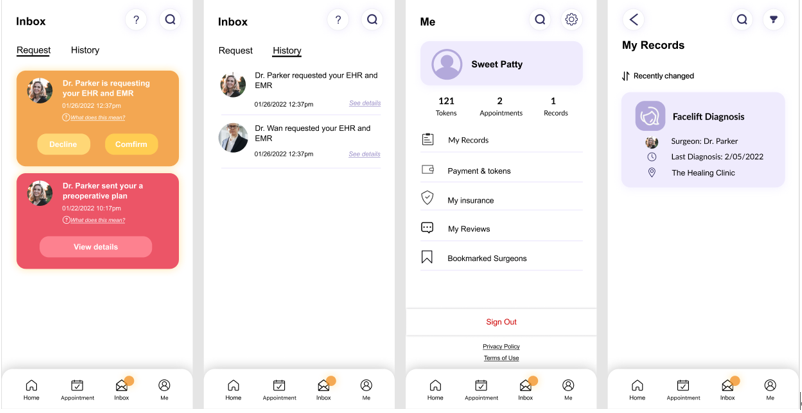 Inbox
?
Request
History
Dr. Parker is requesting
your EHR and EMR
01/26/2022 12:37pm
What does this mean?
Decline
Comfirm
Dr. Parker sent your a
preoperative plan
01/22/2022 10:17pm
What does this mean?
View details
Home
Appointment
Inbox
Me
Inbox
?
Request
History
Dr. Parker requested your EHR and
EMR
01/26/2022 12:37pm
See details
Dr. Wan requested your EHR and
EMR
01/26/2022 12:37pm
See details
Home
Appointment
Inbox
Me
Me
Sweet Patty
121
Tokens
2
Appointments
1
Records
My Records
Payment & tokens
My insurance
My Reviews
Bookmarked Surgeons
Sign Out
Privacy Policy
Terms of Use
Home
Appointment
Inbox
Me
My Records
Recently changed
Facelift Diagnosis
Surgeon: Dr. Parker
Last Diagnosis: 2/05/2022
The Healing Clinic
Home
Appointment
Inbox
Me